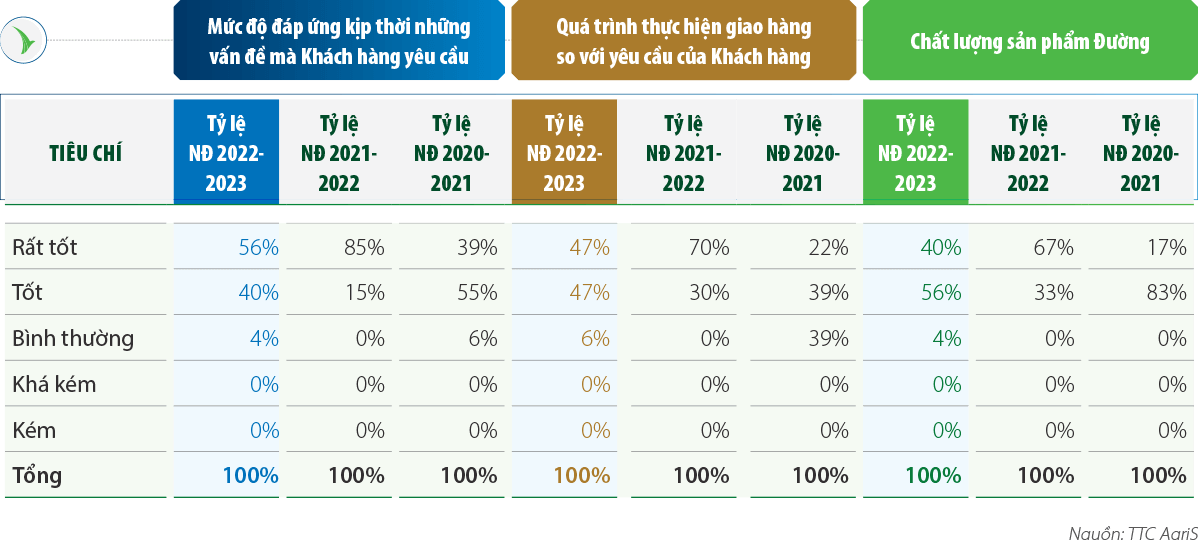 Mức độ đáp ứng kịp thời những
vấn đề mà Khách hàng yêu cầu
Quá trình thực hiện giao hàng
so với yêu cầu của Khách hàng
Chất lượng sản phẩm Đường
TIÊU CHÍ
Tỷ lệ
NĐ 2022-
2023
Tỷ lệ
NĐ 2021-
2022
Tỷ lệ
NĐ 2020-
2021
Tỷ lệ
NĐ 2022-
2023
Tỷ lệ
NĐ 2021-
2022
Tỷ lệ
NĐ 2020-
2021
Tỷ lệ
NĐ 2022-
2023
Tỷ lệ
NĐ 2021-
2022
Tỷ lệ
NĐ 2020-
2021
Rất tốt 56% 85% 39% 47% 70% 22% 40% 67% 17%
Tốt 40% 15% 55% 47% 30% 39% 56% 33% 83%
Bình thường 4% 0% 6% 6% 0% 39% 4% 0% 0%
Khá kém 0% 0% 0% 0% 0% 0% 0% 0% 0%
Kém 0% 0% 0% 0% 0% 0% 0% 0% 0%
Tổng 100% 100% 100% 100% 100% 100% 100% 100% 100%
Nguồn: TTC AgriS